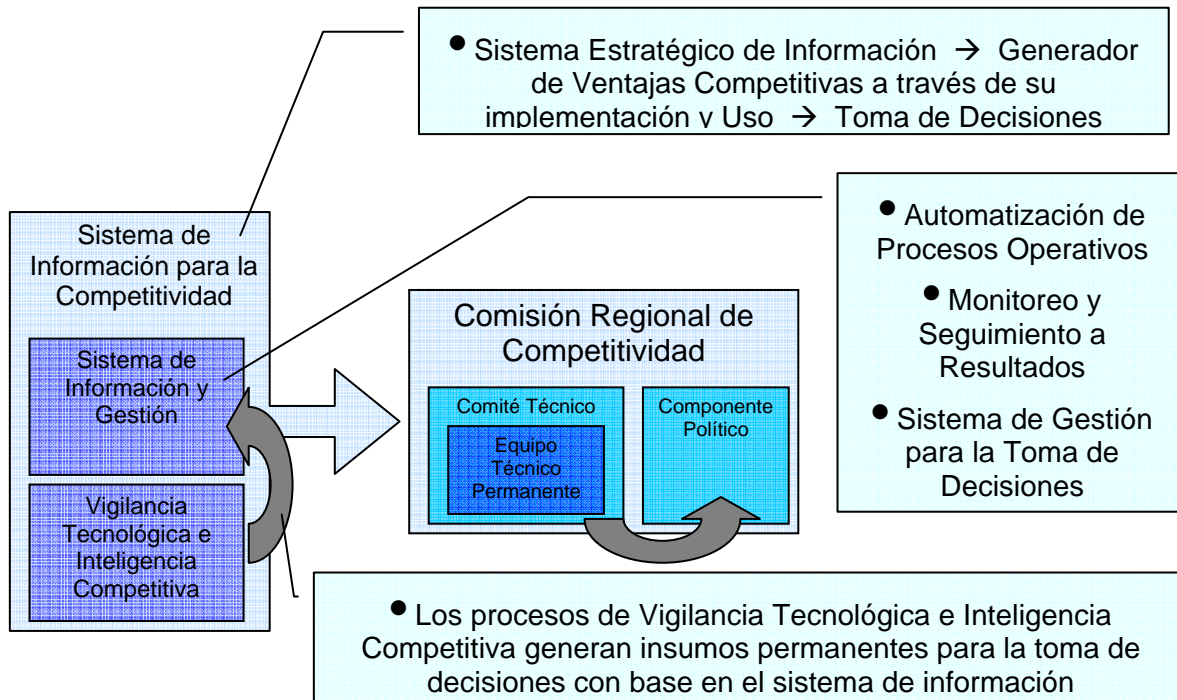 ● Sistema Estratégico de Información → Generador
de Ventajas Competitivas a través de su
implementación y Uso → Toma de Decisiones
Sistema de
Información para la
Competitividad
Sistema de
Información y
Gestión
Vigilancia
Tecnológica e
Inteligencia
Competitiva
Comisión Regional de
Competitividad
Comité Técnico
Equipo
Técnico
Permanente
Componente
Político
● Automatización de
Procesos Operativos
● Monitoreo y
Seguimiento a
Resultados
● Sistema de Gestión
para la Toma de
Decisiones
● Los procesos de Vigilancia Tecnológica e Inteligencia
Competitiva generan insumos permanentes para la toma de
decisiones con base en el sistema de información